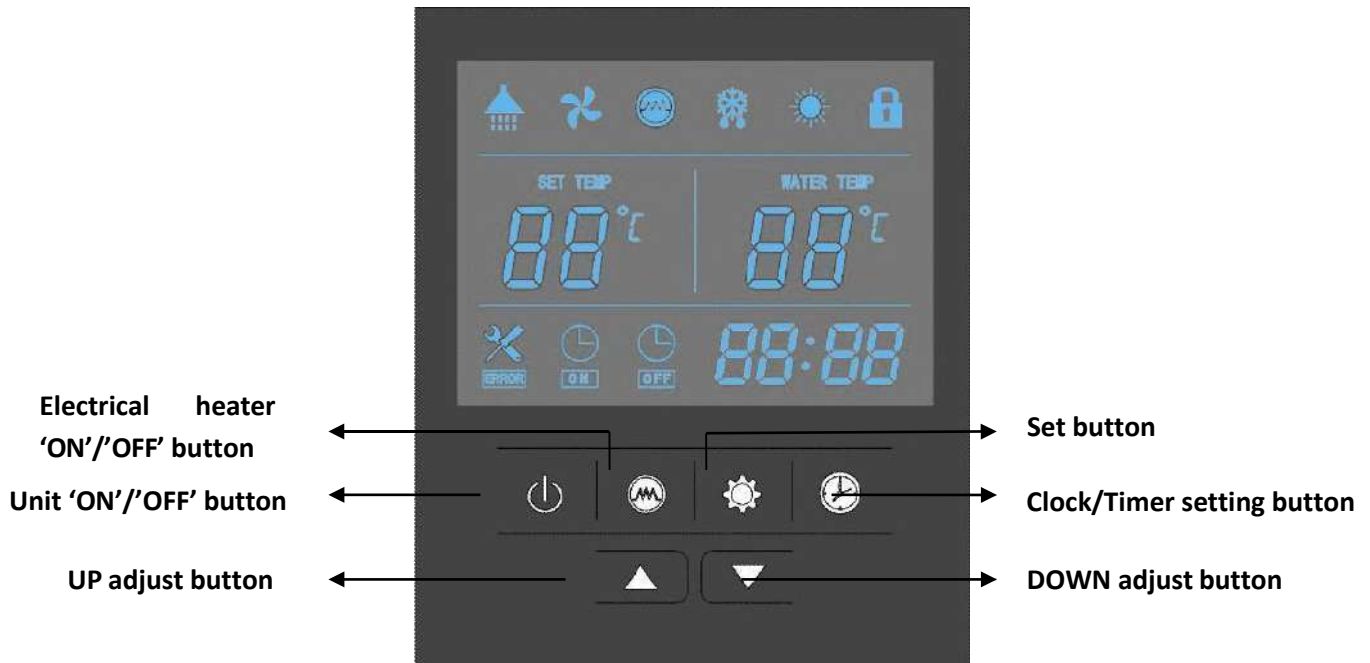 SET TEMP
WATER TEMP
88°C
88°C
ERROR
ON
OFF
88:88
Electrical heater
‘ON’/’OFF’ button
Set button
Unit ‘ON’/’OFF’ button
Clock/Timer setting button
UP adjust button
DOWN adjust button